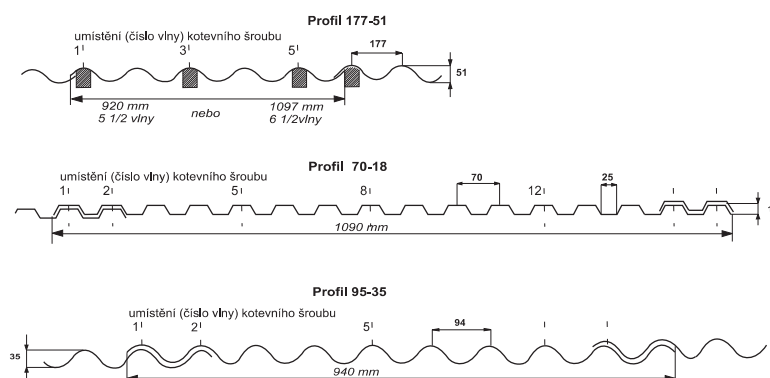 Profil 177-51
umístění (číslo vlny) kotevního šroubu
1 3 5 177
51
920 mm nebo 1097 mm
5 1/2 vlny 6 1/2vlny
Profil 70-18
umístění (číslo vlny) kotevního šroubu
1 2 5 8 70 12 25
1090 mm
Profil 95-35
umístění (číslo vlny) kotevního šroubu
1 2 5 94
35
940 mm